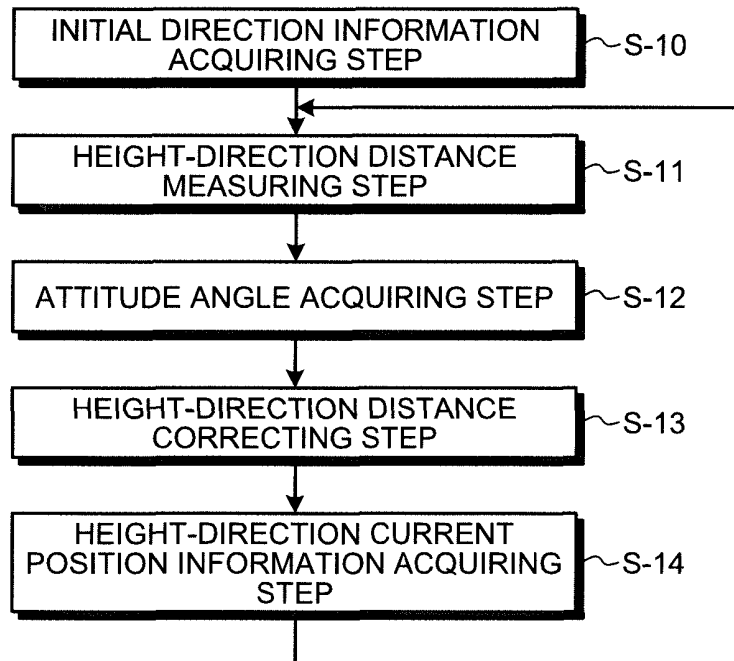 INITIAL DIRECTION INFORMATION
ACQUIRING STEP
S-10
HEIGHT-DIRECTION DISTANCE
MEASURING STEP
S-11
ATTITUDE ANGLE ACQUIRING STEP
S-12
HEIGHT-DIRECTION DISTANCE
CORRECTING STEP
S-13
HEIGHT-DIRECTION CURRENT
POSITION INFORMATION ACQUIRING
STEP
S-14